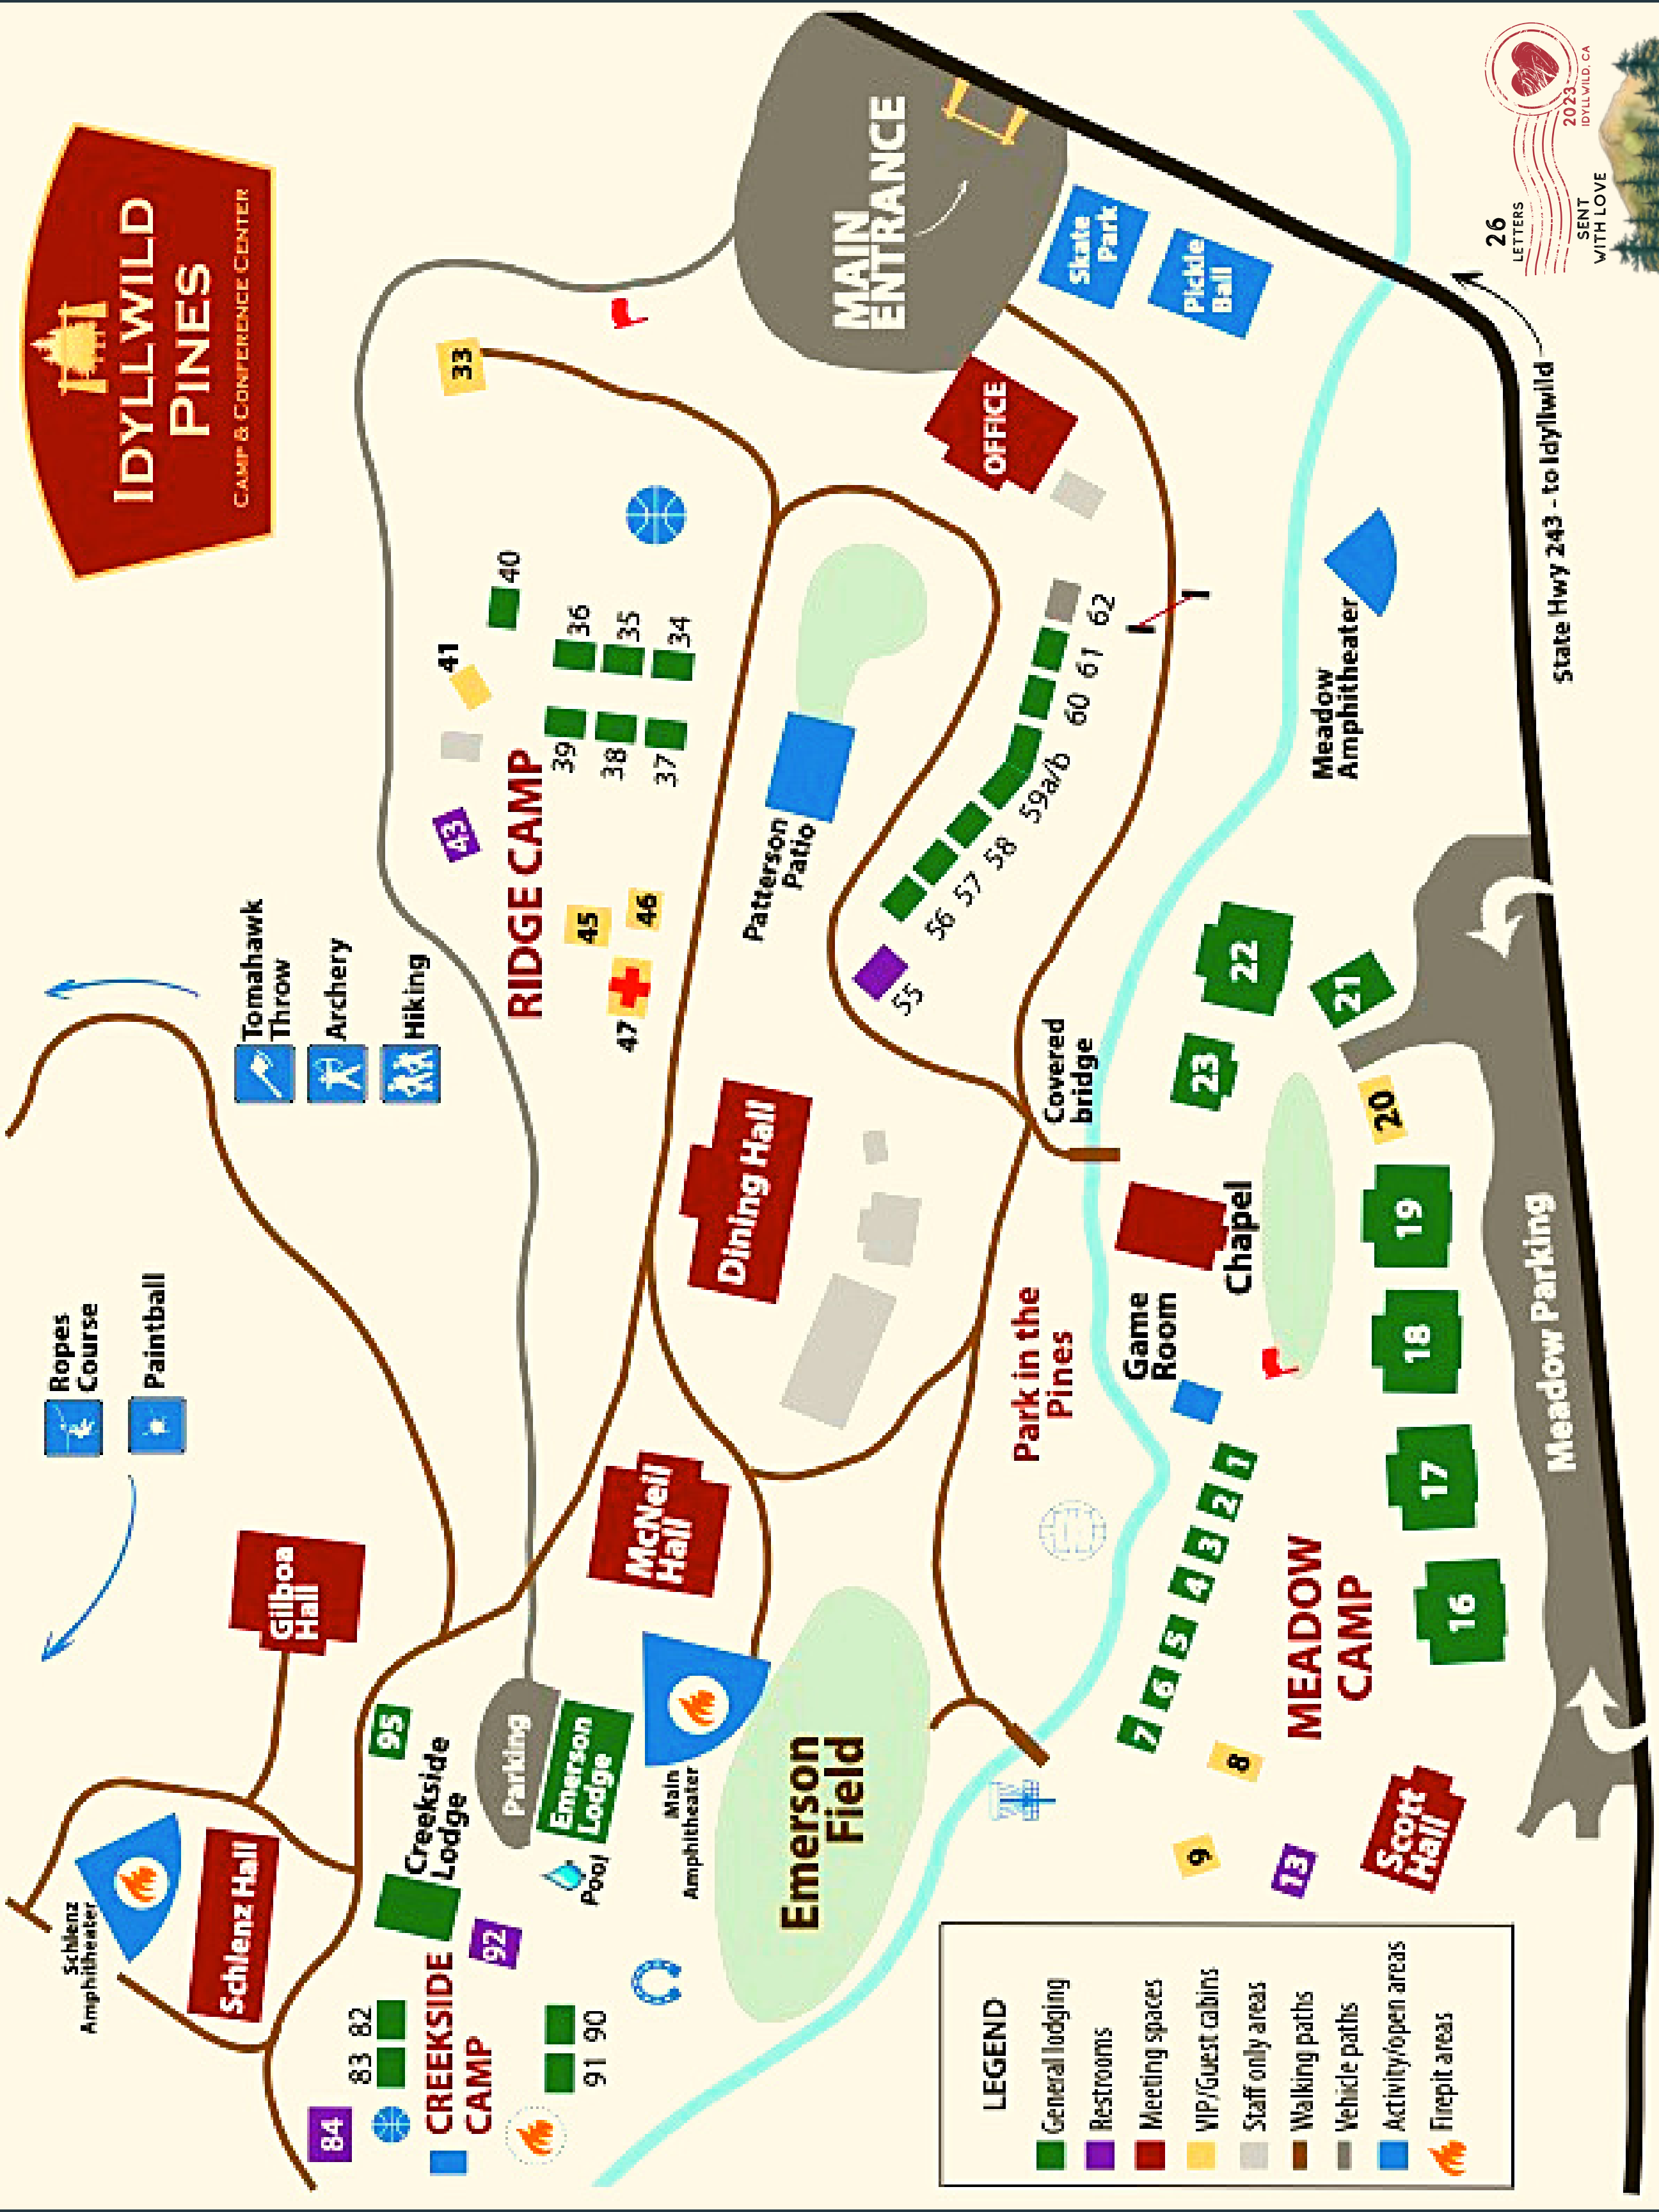 IDYLLWILD
PINES
CAMP & CONFERENCE CENTER
Ropes
Course
Paintball
Tomahawk
Throw
Archery
Hiking
Schlenz
Amphitheater
Schlenz Hall
Gilboa
Hall
84
83 82
95
Creekside
Lodge
CREEKSIDE
CAMP
92
91 90
Parking
Emerson
Lodge
Pool
Main
Amphitheater
McNeil
Hall
Emerson
Field
Dining Hall
RIDGE CAMP
43
41
40
33
39
36
38
35
37
34
45
46
47
Patterson
Patio
MAIN
ENTRANCE
OFFICE
Skate
Park
Pickle
Ball
55
56
57
58
59a/b
60
61
62
Covered
bridge
Park in the
Pines
Game
Room
Chapel
Meadow
Amphitheater
7
6
5
4
3
2
1
8
9
13
Scott
Hall
MEADOW
CAMP
16
17
18
19
20
21
22
23
Meadow Parking
State Hwy 243 - to Idyllwild
LEGEND
General lodging
Restrooms
Meeting spaces
VIP/Guest cabins
Staff only areas
Walking paths
Vehicle paths
Activity/open areas
Firepit areas
26
LETTERS
SENT
WITH LOVE
2023
IDYLLWILD, CA